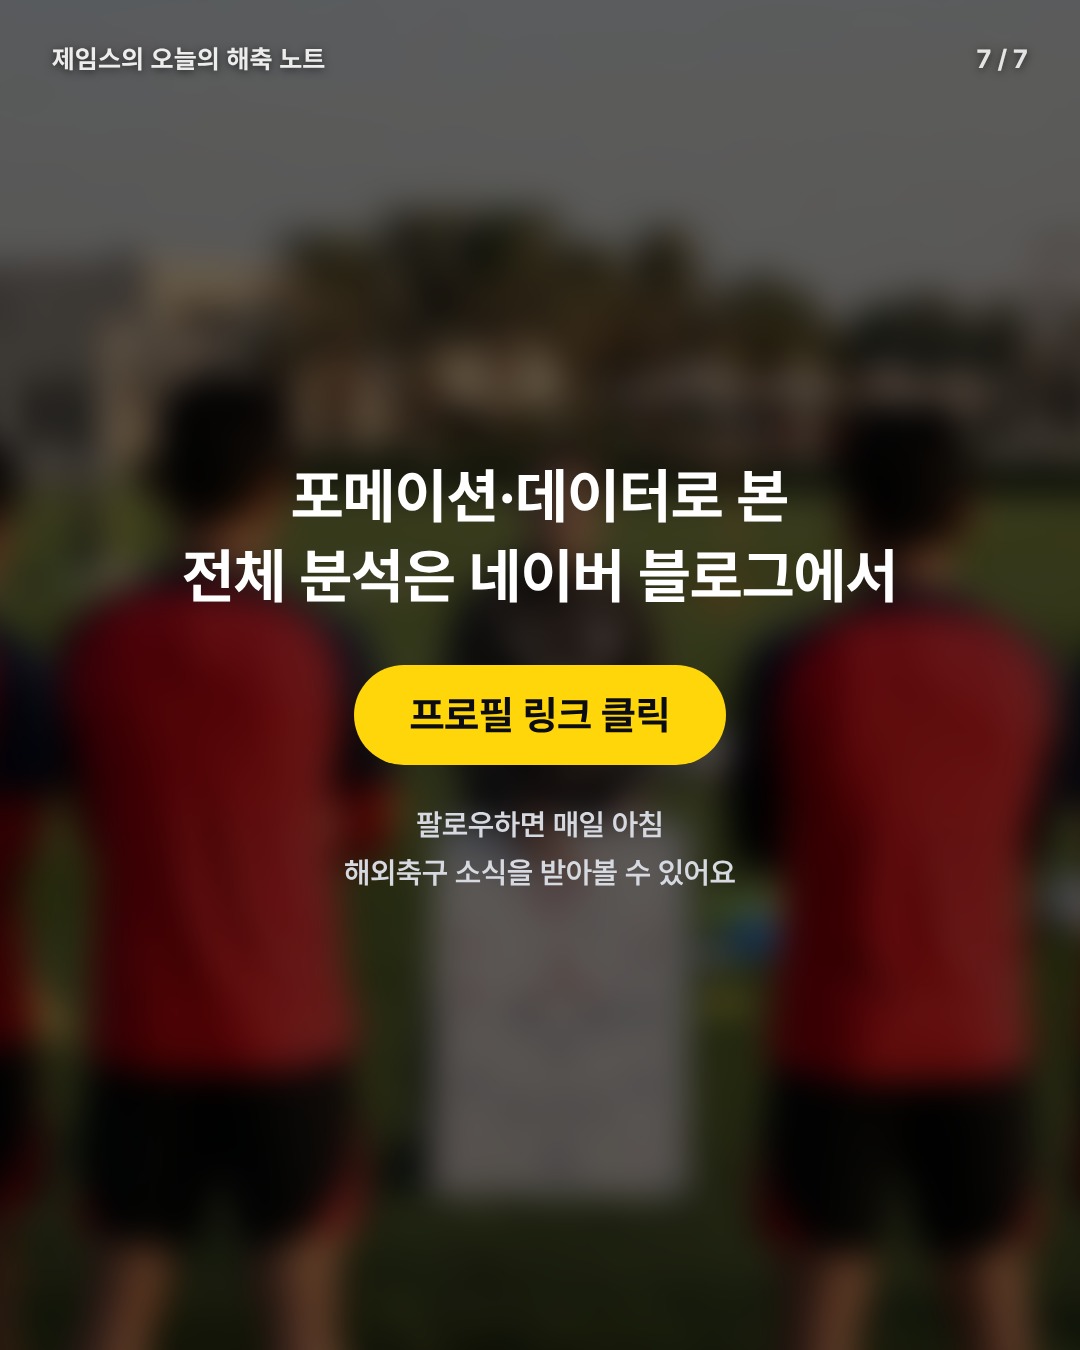 제임스의 오늘의 해축 노트
7 / 7
포메이션·데이터로 본
전체 분석은 네이버 블로그에서
프로필 링크 클릭
팔로우하면 매일 아침
해외축구 소식을 받아볼 수 있어요